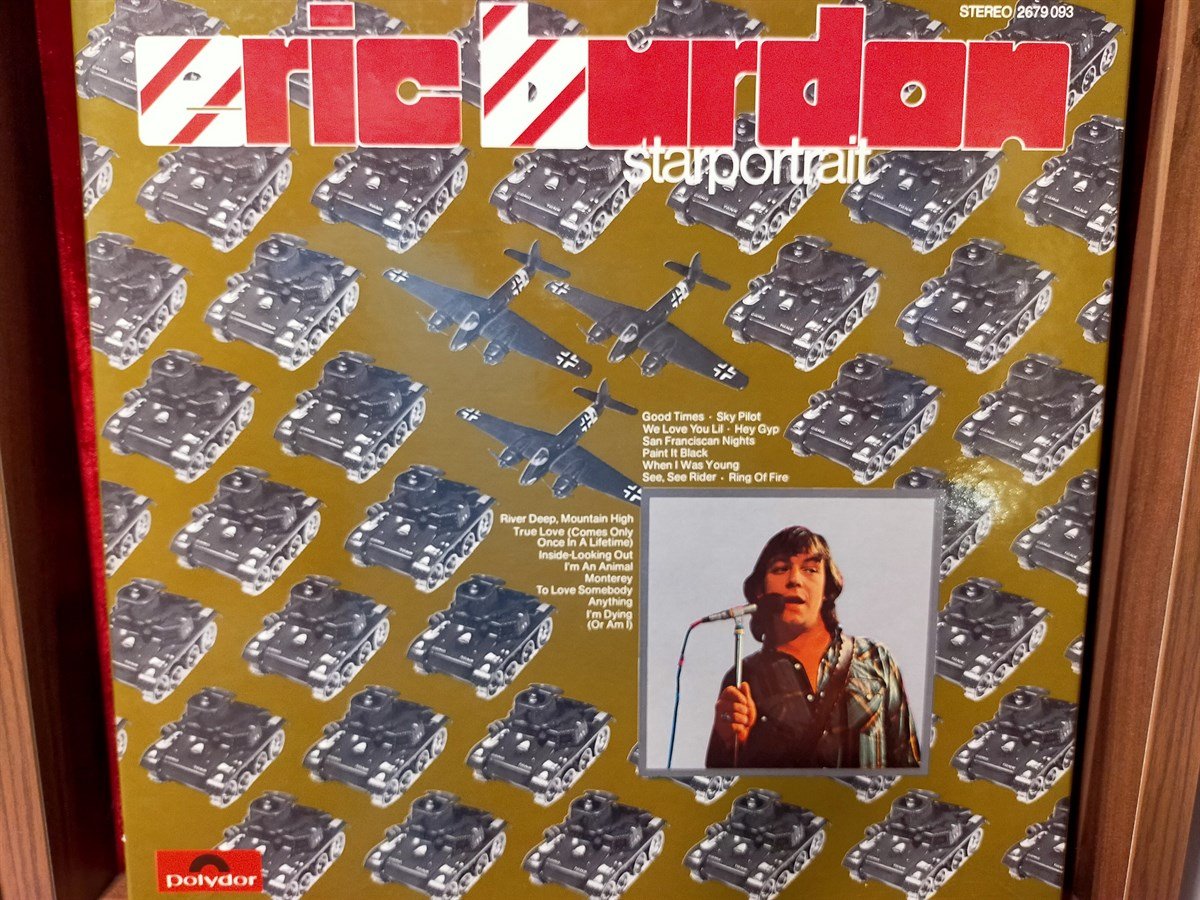 STEREO 2679 093
eric burdon
starportrait
Good Times · Sky Pilot
We Love You Lil · Hey Gyp
San Franciscan Nights
Paint It Black
When I Was Young
See, See Rider · Ring Of Fire
River Deep, Mountain High
True Love (Comes Only
Once In A Lifetime)
Inside-Looking Out
I'm An Animal
Monterey
To Love Somebody
Anything
I'm Dying
(Or Am I)
polydor